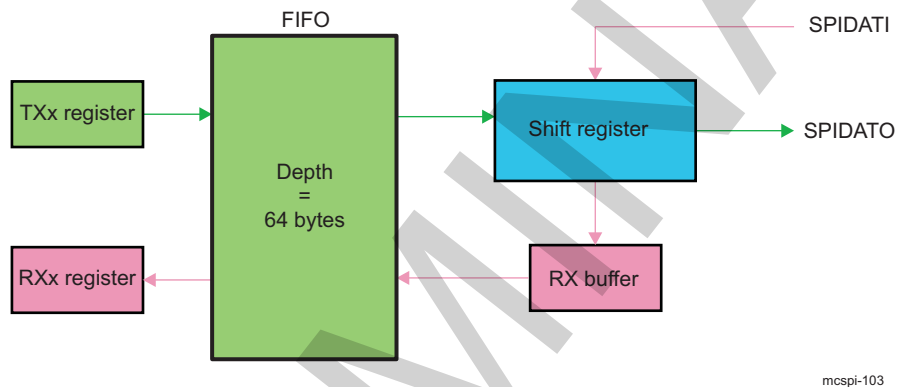 FIFO
SPIDATI
TXx register
Shift register
SPIDATO
Depth
=
64 bytes
RXx register
RX buffer
mcspi-103